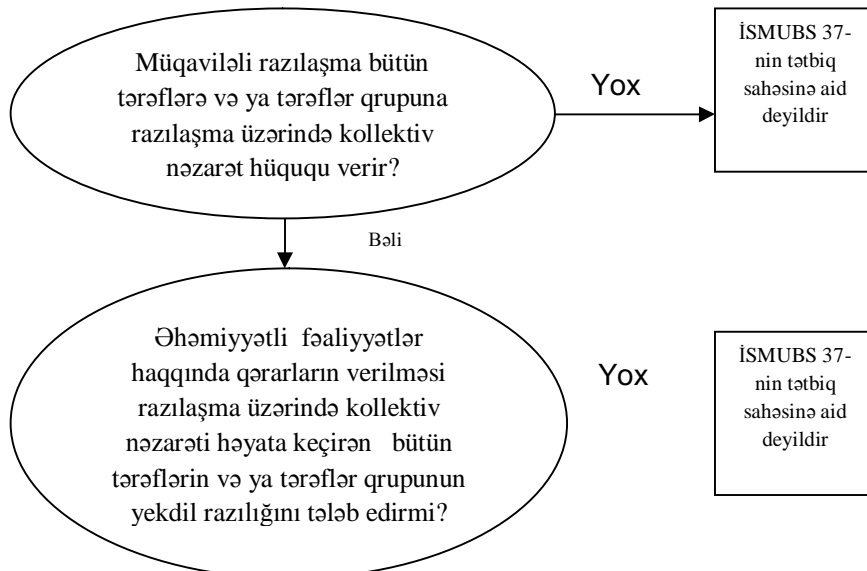 Müqaviləli razılaşma bütün
tərəflərə və ya tərəflər qrupuna
razılaşma üzərində kollektiv
nəzarət hüququ verir?
Yox
İSMUBS 37-
nin tətbiq
sahəsinə aid
deyildir
Bəli
Əhəmiyyətli fəaliyyətlər
haqqında qərarların verilməsi
razılaşma üzərində kollektiv
nəzarəti həyata keçirən bütün
tərəflərin və ya tərəflər qrupunun
yekdil razılığını tələb edirmi?
Yox
İSMUBS 37-
nin tətbiq
sahəsinə aid
deyildir